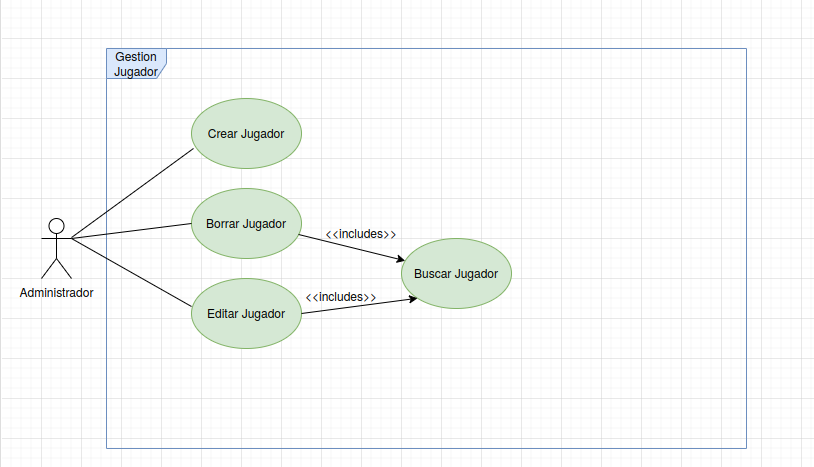 Gestion
Jugador
Crear Jugador
Borrar Jugador
<<includes>>
Buscar Jugador
Administrador
<<includes>>
Editar Jugador